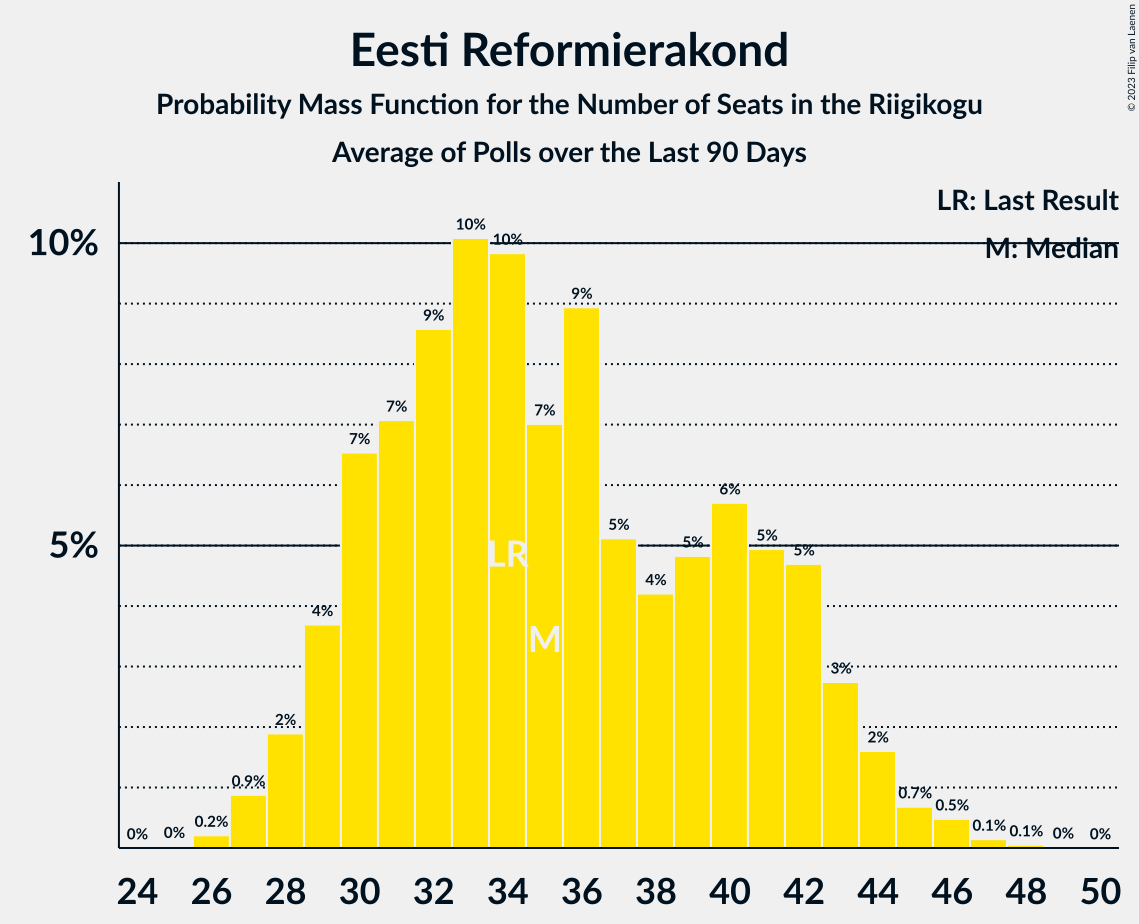 Eesti Reformierakond
Probability Mass Function for the Number of Seats in the Riigikogu
Average of Polls over the Last 90 Days
© 2023 Filip van Laenen
LR: Last Result
M: Median
10%
5%
0% 0% 0.2% 0.9% 2% 4% 7% 7% 9% 10% 10% 7% 9% 5% 4% 5% 6% 5% 5% 3% 2% 0.7% 0.5% 0.1% 0.1% 0% 0%
LR
M
24 26 28 30 32 34 36 38 40 42 44 46 48 50